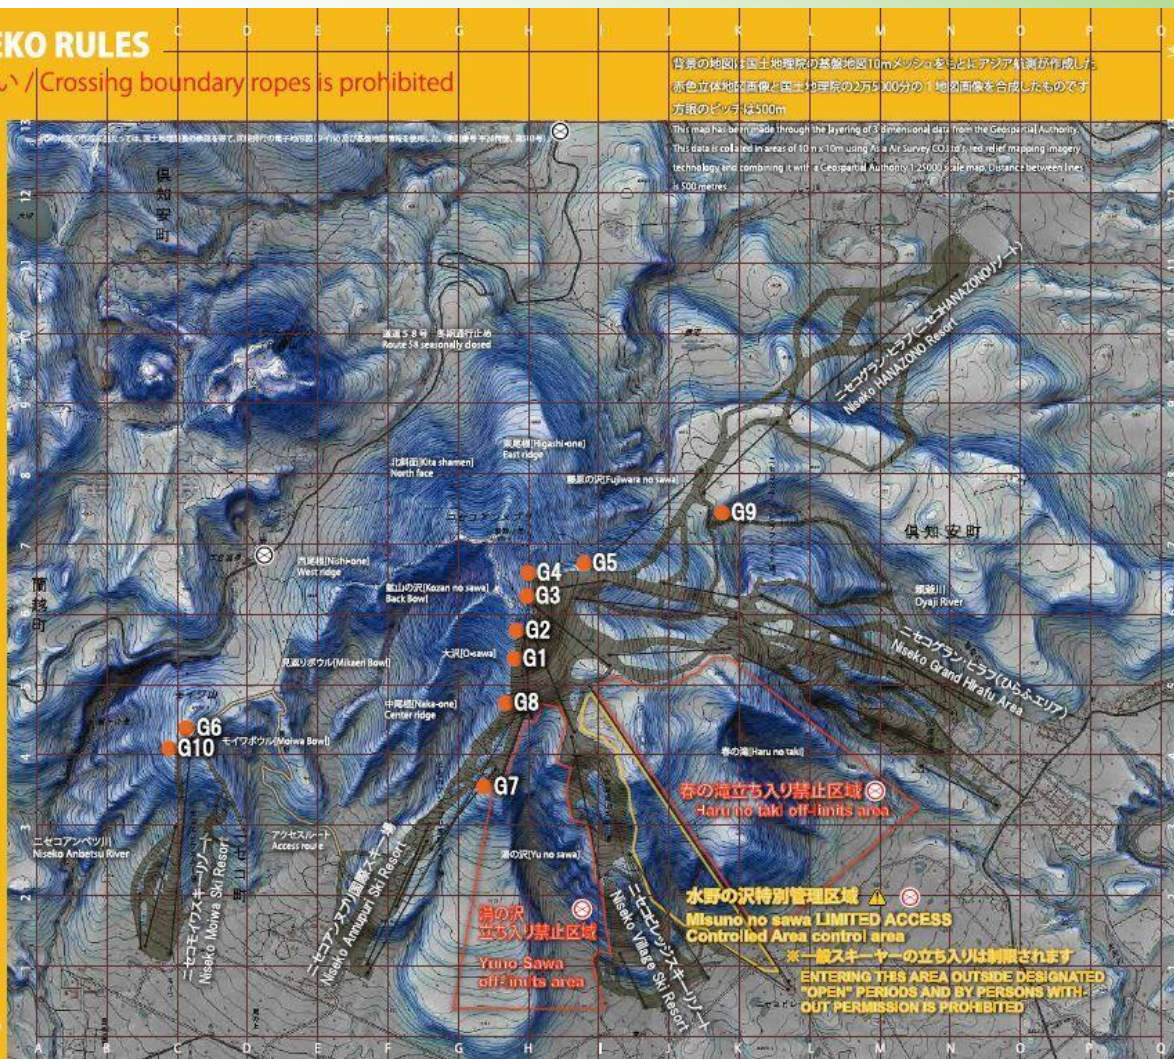 EKO RULES
い / Crossing boundary ropes is prohibited
背景の地図は国土地理院の基盤地図10mメッシュをもとにアジア航測が作成した
赤色立体地図画像と国土地理院の2万5000分の1地図画像を合成したものです
方眼のピッチは500m
This map has been made through the layering of 3 dimensional data from the Geospartial Authority.
This data is collated in areas of 10 m x 10m using Asia Air Survey CO.Ltd's red relief mapping imagery
technology and combining it with a Geospartial Authority 1:25000 scale map. Distance between lines
is 500 metres
倶知安町
道道58号 冬期通行止め
Route 58 seasonally closed
ニセコグラン・ヒラフ(ニセコHANAZONOリゾート)
Niseko HANAZONO Resort
東尾根[Higashi-one]
East ridge
北斜面[Kita shamen]
North face
藤原の沢[Fujiwara no sawa]
G9
倶知安町
西尾根[Nishi-one]
West ridge
G5
G4
鉱山の沢[Kozan no sawa]
Back Bowl
G3
蘭越町
鏡爺川
Oyaji River
G2
大沢[O-sawa]
G1
見返りボウル[Mikaeri Bowl]
ニセコグラン・ヒラフ(ひらふエリア)
Niseko Grand Hirafu Area
モイワ山
中尾根[Naka-one]
Center ridge
G8
G6
モイワボウル[Moiwa Bowl]
G10
春の滝[Haru no taki]
G7
春の滝立ち入り禁止区域
Haru no taki off-limits area
ニセコアンベツ川
Niseko Anbetsu River
アクセスルート
Access route
湯の沢[Yu no sawa]
ニセコモイワスキーリゾート
Niseko Moiwa Ski Resort
ニセコアンヌプリ国際スキー場
Niseko Annupuri Ski Resort
湯の沢
立ち入り禁止区域
Yuno Sawa
off-limits area
ニセコビレッジスキーリゾート
Niseko Village Ski Resort
水野の沢特別管理区域
Misuno no sawa LIMITED ACCESS
Controlled Area control area
※一般スキーヤーの立ち入りは制限されます
ENTERING THIS AREA OUTSIDE DESIGNATED
"OPEN" PERIODS AND BY PERSONS WITH-
OUT PERMISSION IS PROHIBITED
A B C D E F G H I J K L M N O P Q